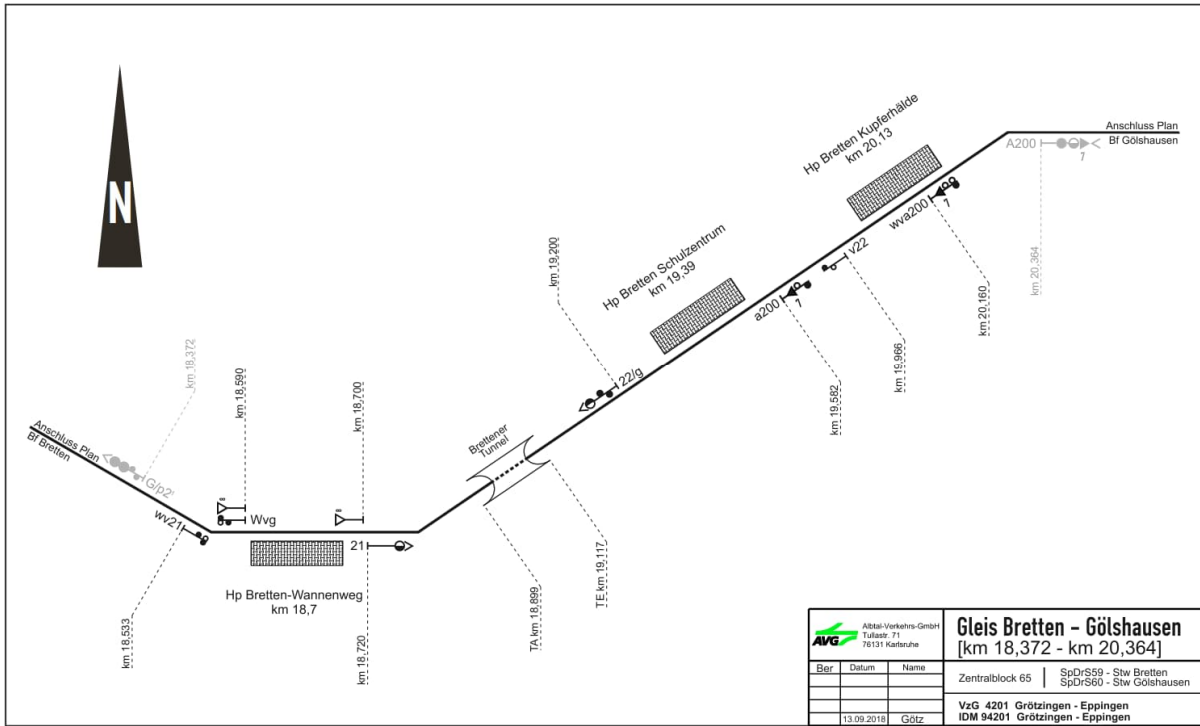 N
Hp Bretten Kupferhälde
km 20,13
Anschluss Plan
Bf Gölshausen
A200
7
wva200
7
Hp Bretten Schulzentrum
km 19,39
km 19,200
v22
a200
7
km 20,364
km 20,160
km 19,966
km 19,582
22/g
km 18,372
km 18,590
km 18,700
Brettener
Tunnel
Anschluss Plan
Bf Bretten
G/p2'
wv21
8
Wvg
21
Hp Bretten-Wannenweg
km 18,7
km 18,533
km 18,720
TA km 18,899
TE km 19,117
AVG
Albtal-Verkehrs-GmbH
Tullastr. 71
76131 Karlsruhe
Gleis Bretten - Gölshausen
[km 18,372 - km 20,364]
Ber Datum Name
Zentralblock 65
SpDrS59 - Stw Bretten
SpDrS60 - Stw Gölshausen
VzG 4201 Grötzingen - Eppingen
IDM 94201 Grötzingen - Eppingen
13.09.2018 Götz